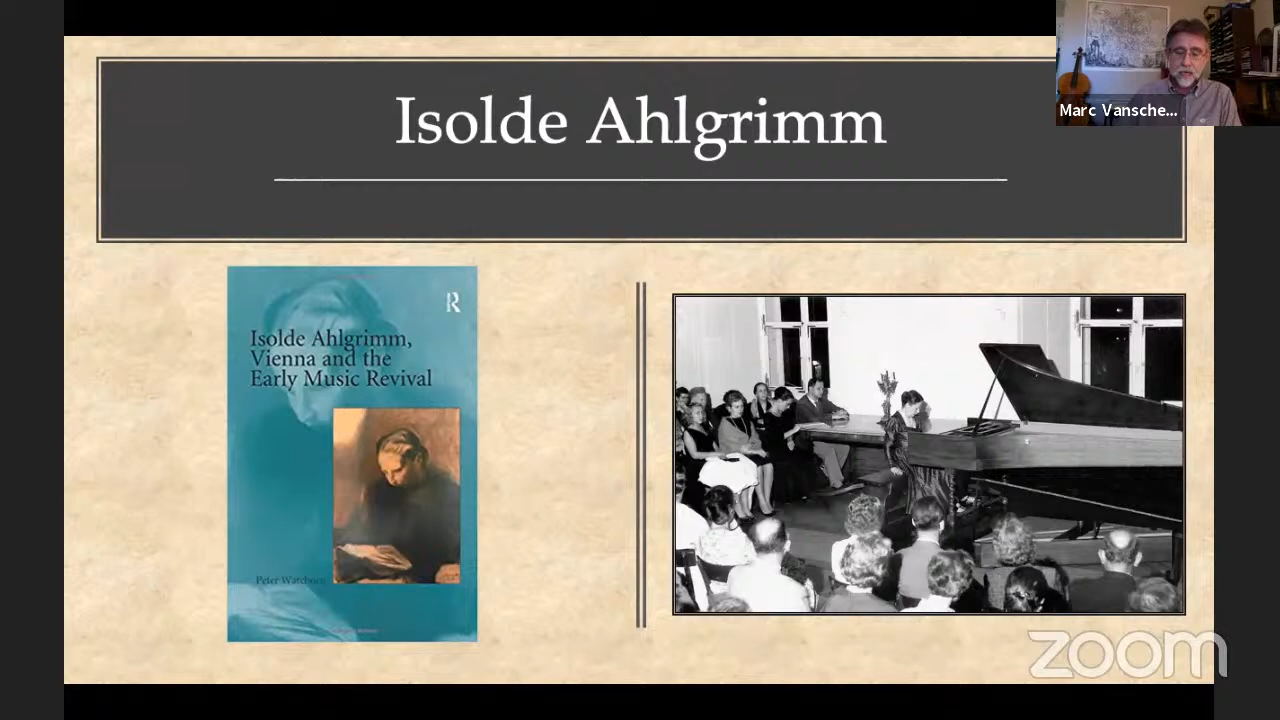 Isolde Ahlgrimm
Marc Vansche...
R
Isolde Ahlgrimm,
Vienna and the
Early Music Revival
Peter Watchorn
zoom